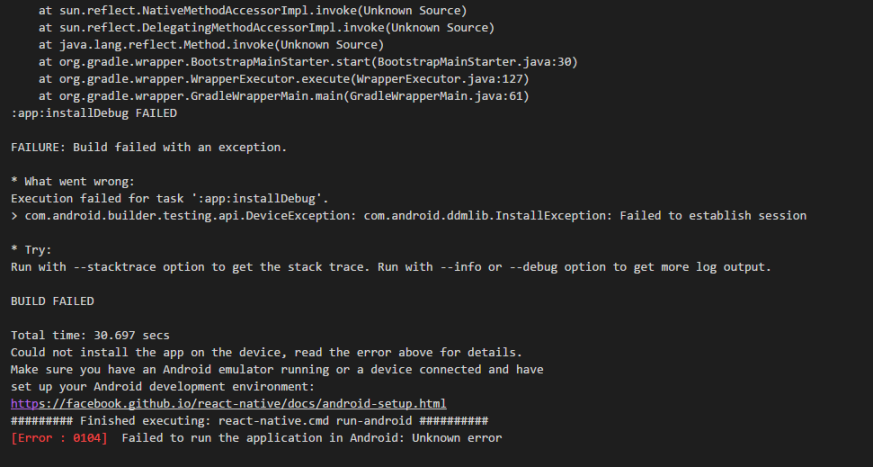 at sun.reflect.NativeMethodAccessorImpl.invoke(Unknown Source)
at sun.reflect.DelegatingMethodAccessorImpl.invoke(Unknown Source)
at java.lang.reflect.Method.invoke(Unknown Source)
at org.gradle.wrapper.BootstrapMainStarter.start(BootstrapMainStarter.java:30)
at org.gradle.wrapper.WrapperExecutor.execute(WrapperExecutor.java:127)
at org.gradle.wrapper.GradleWrapperMain.main(GradleWrapperMain.java:61)
:app:installDebug FAILED
FAILURE: Build failed with an exception.
* What went wrong:
Execution failed for task ':app:installDebug'.
> com.android.builder.testing.api.DeviceException: com.android.ddmlib.InstallException: Failed to establish session
* Try:
Run with --stacktrace option to get the stack trace. Run with --info or --debug option to get more log output.
BUILD FAILED
Total time: 30.697 secs
Could not install the app on the device, read the error above for details.
Make sure you have an Android emulator running or a device connected and have
set up your Android development environment:
https://facebook.github.io/react-native/docs/android-setup.html
######### Finished executing: react-native.cmd run-android ##########
[Error : 0104]  Failed to run the application in Android: Unknown error